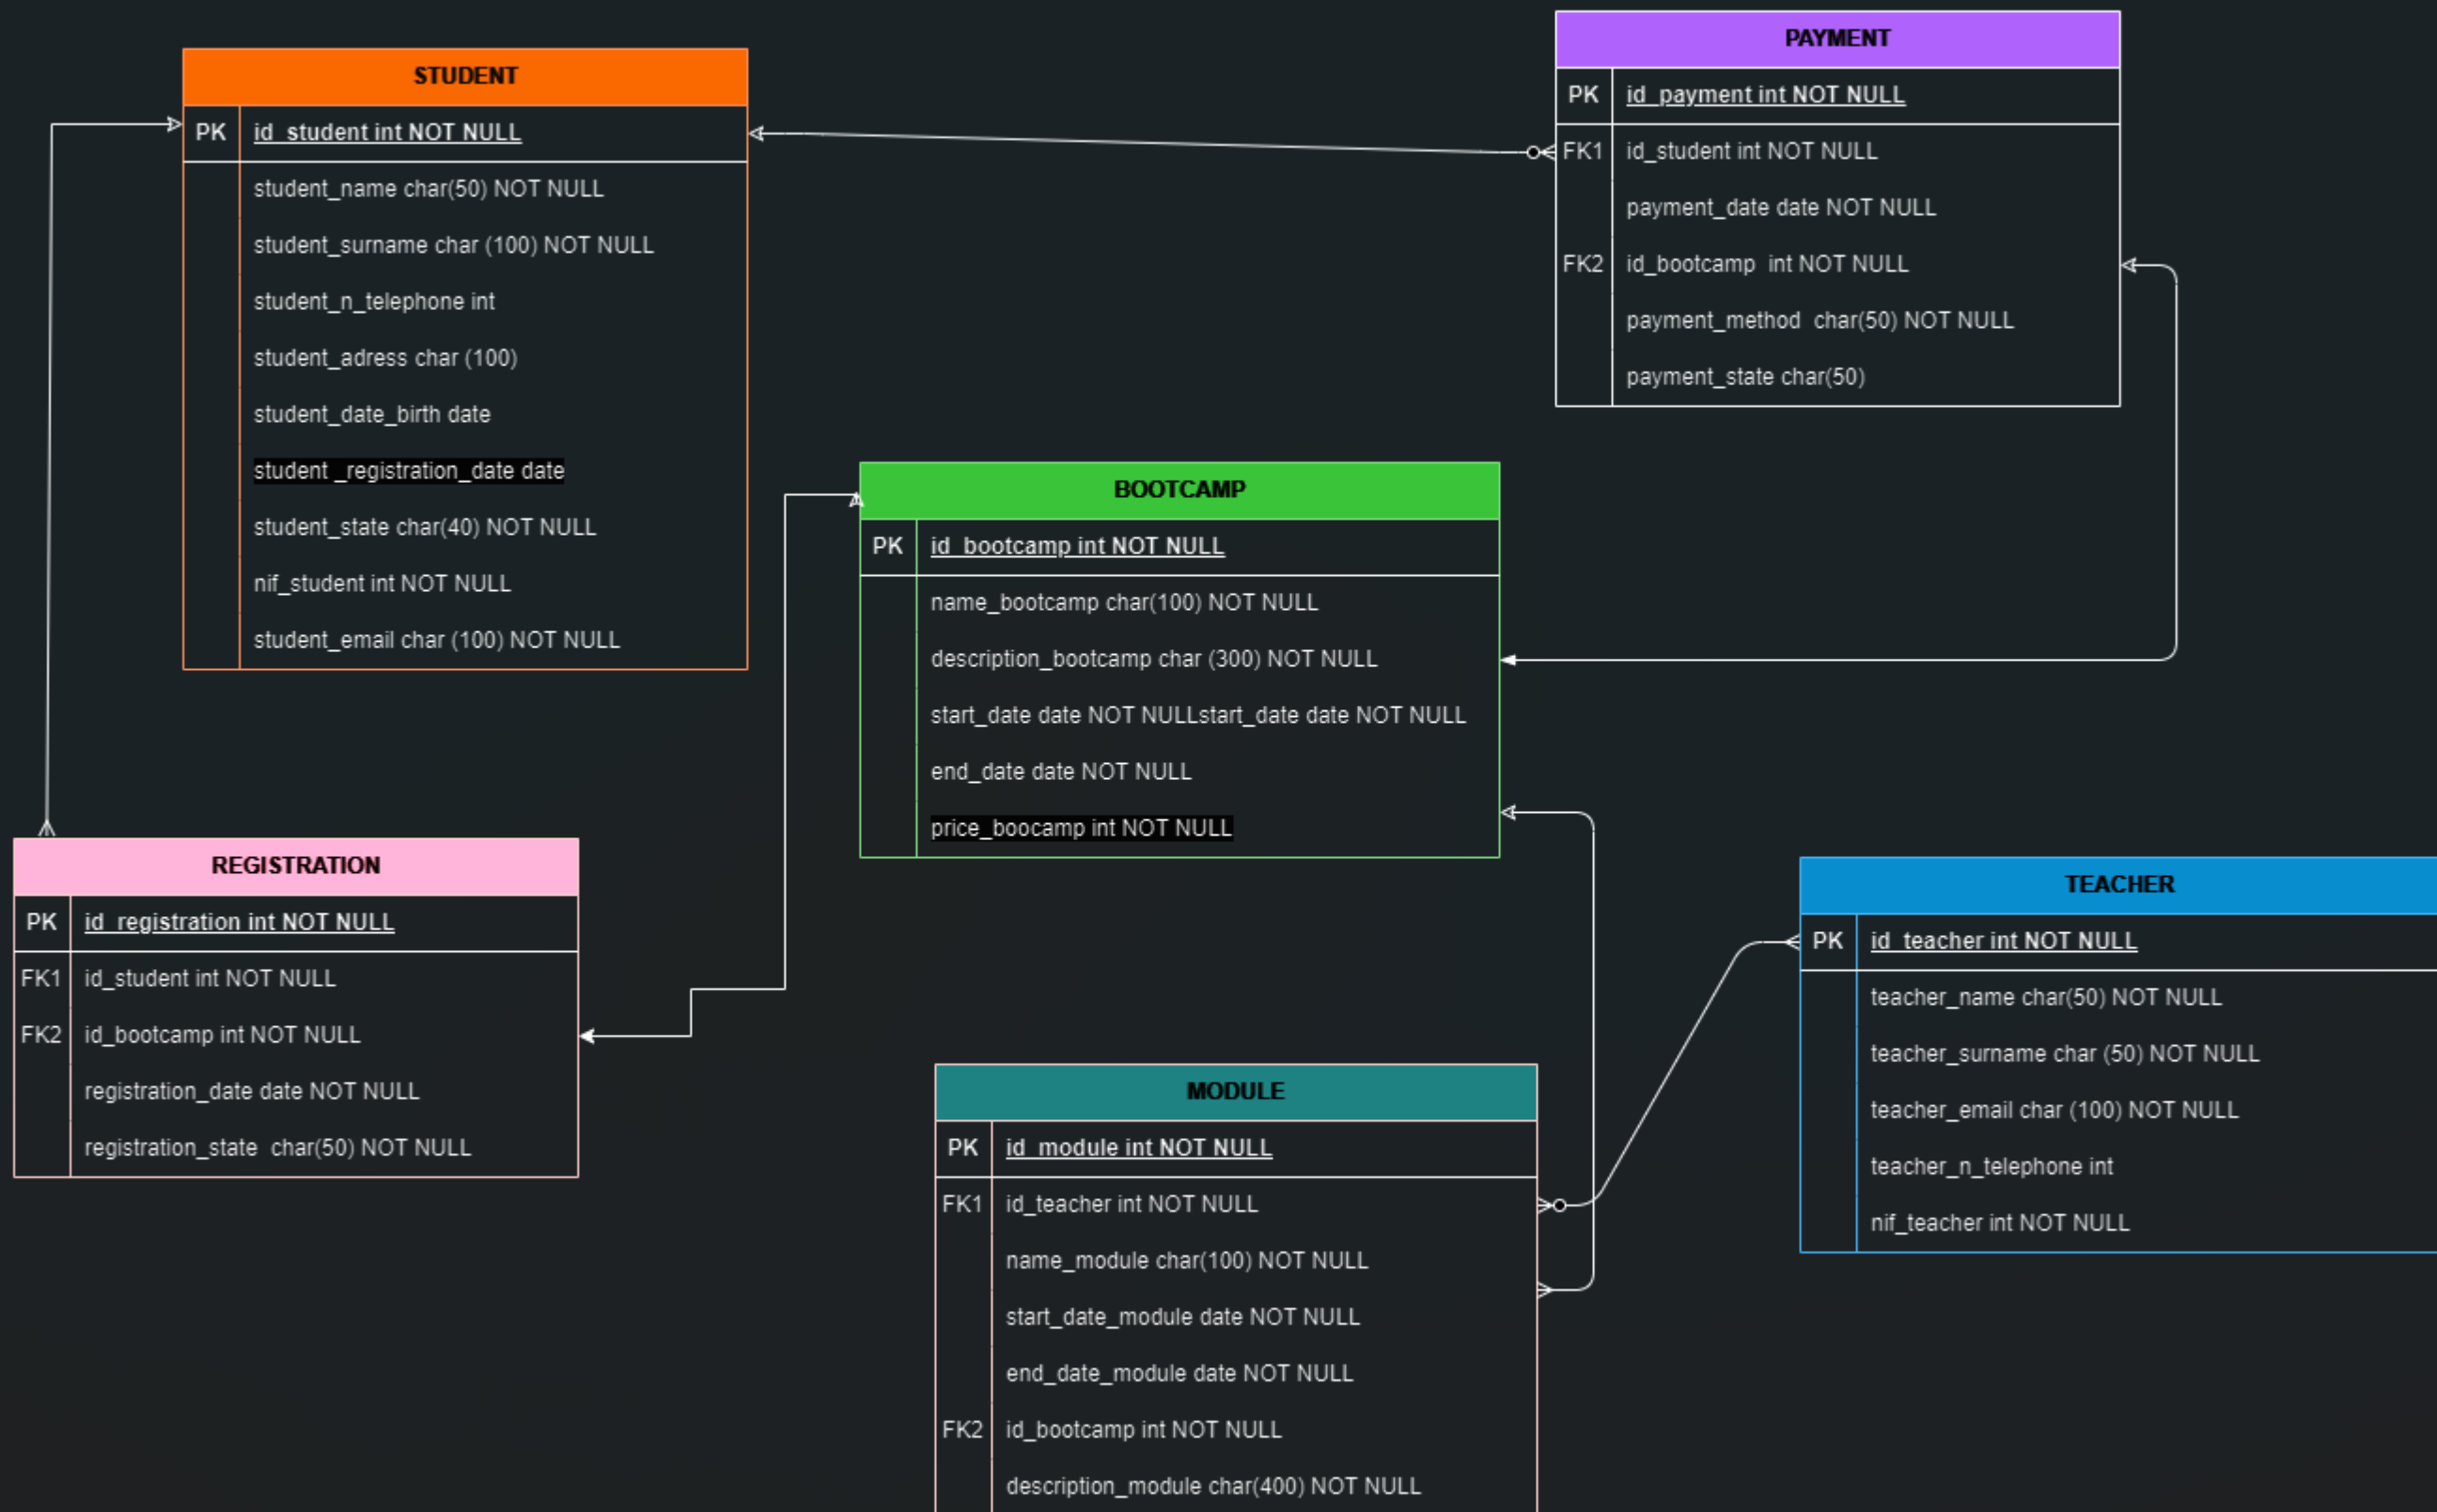 STUDENT
PK id_student int NOT NULL
student_name char(50) NOT NULL
student_surname char (100) NOT NULL
student_n_telephone int
student_adress char (100)
student_date_birth date
student _registration_date date
student_state char(40) NOT NULL
nif_student int NOT NULL
student_email char (100) NOT NULL
PAYMENT
PK id_payment int NOT NULL
FK1 id_student int NOT NULL
payment_date date NOT NULL
FK2 id_bootcamp  int NOT NULL
payment_method  char(50) NOT NULL
payment_state char(50)
BOOTCAMP
PK id_bootcamp int NOT NULL
name_bootcamp char(100) NOT NULL
description_bootcamp char (300) NOT NULL
start_date date NOT NULLstart_date date NOT NULL
end_date date NOT NULL
price_boocamp int NOT NULL
REGISTRATION
PK id_registration int NOT NULL
FK1 id_student int NOT NULL
FK2 id_bootcamp int NOT NULL
registration_date date NOT NULL
registration_state  char(50) NOT NULL
TEACHER
PK id_teacher int NOT NULL
teacher_name char(50) NOT NULL
teacher_surname char (50) NOT NULL
teacher_email char (100) NOT NULL
teacher_n_telephone int
nif_teacher int NOT NULL
MODULE
PK id_module int NOT NULL
FK1 id_teacher int NOT NULL
name_module char(100) NOT NULL
start_date_module date NOT NULL
end_date_module date NOT NULL
FK2 id_bootcamp int NOT NULL
description_module char(400) NOT NULL